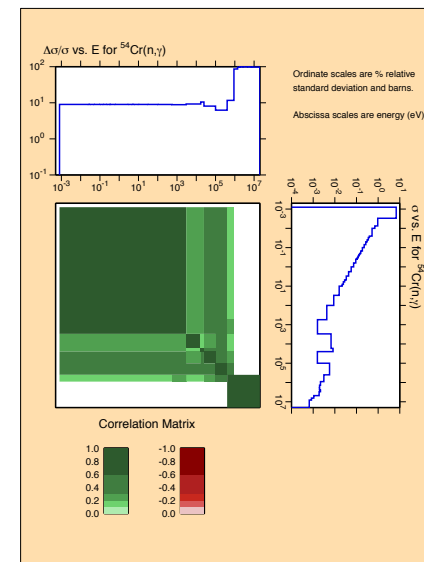 Δσ/σ vs. E for ⁵⁴Cr(n,γ)
10²
10¹
10⁰
10⁻¹
10⁻³ 10⁻¹ 10¹ 10³ 10⁵ 10⁷
Ordinate scales are % relative
standard deviation and barns.
Abscissa scales are energy (eV).
σ vs. E for ⁵⁴Cr(n,γ)
10⁻⁴ 10⁻³ 10⁻² 10⁻¹ 10⁰ 10¹
10⁻³
10⁻¹
10¹
10³
10⁵
10⁷
Correlation Matrix
1.0 -1.0
0.8 -0.8
0.6 -0.6
0.4 -0.4
0.2 -0.2
0.0 0.0